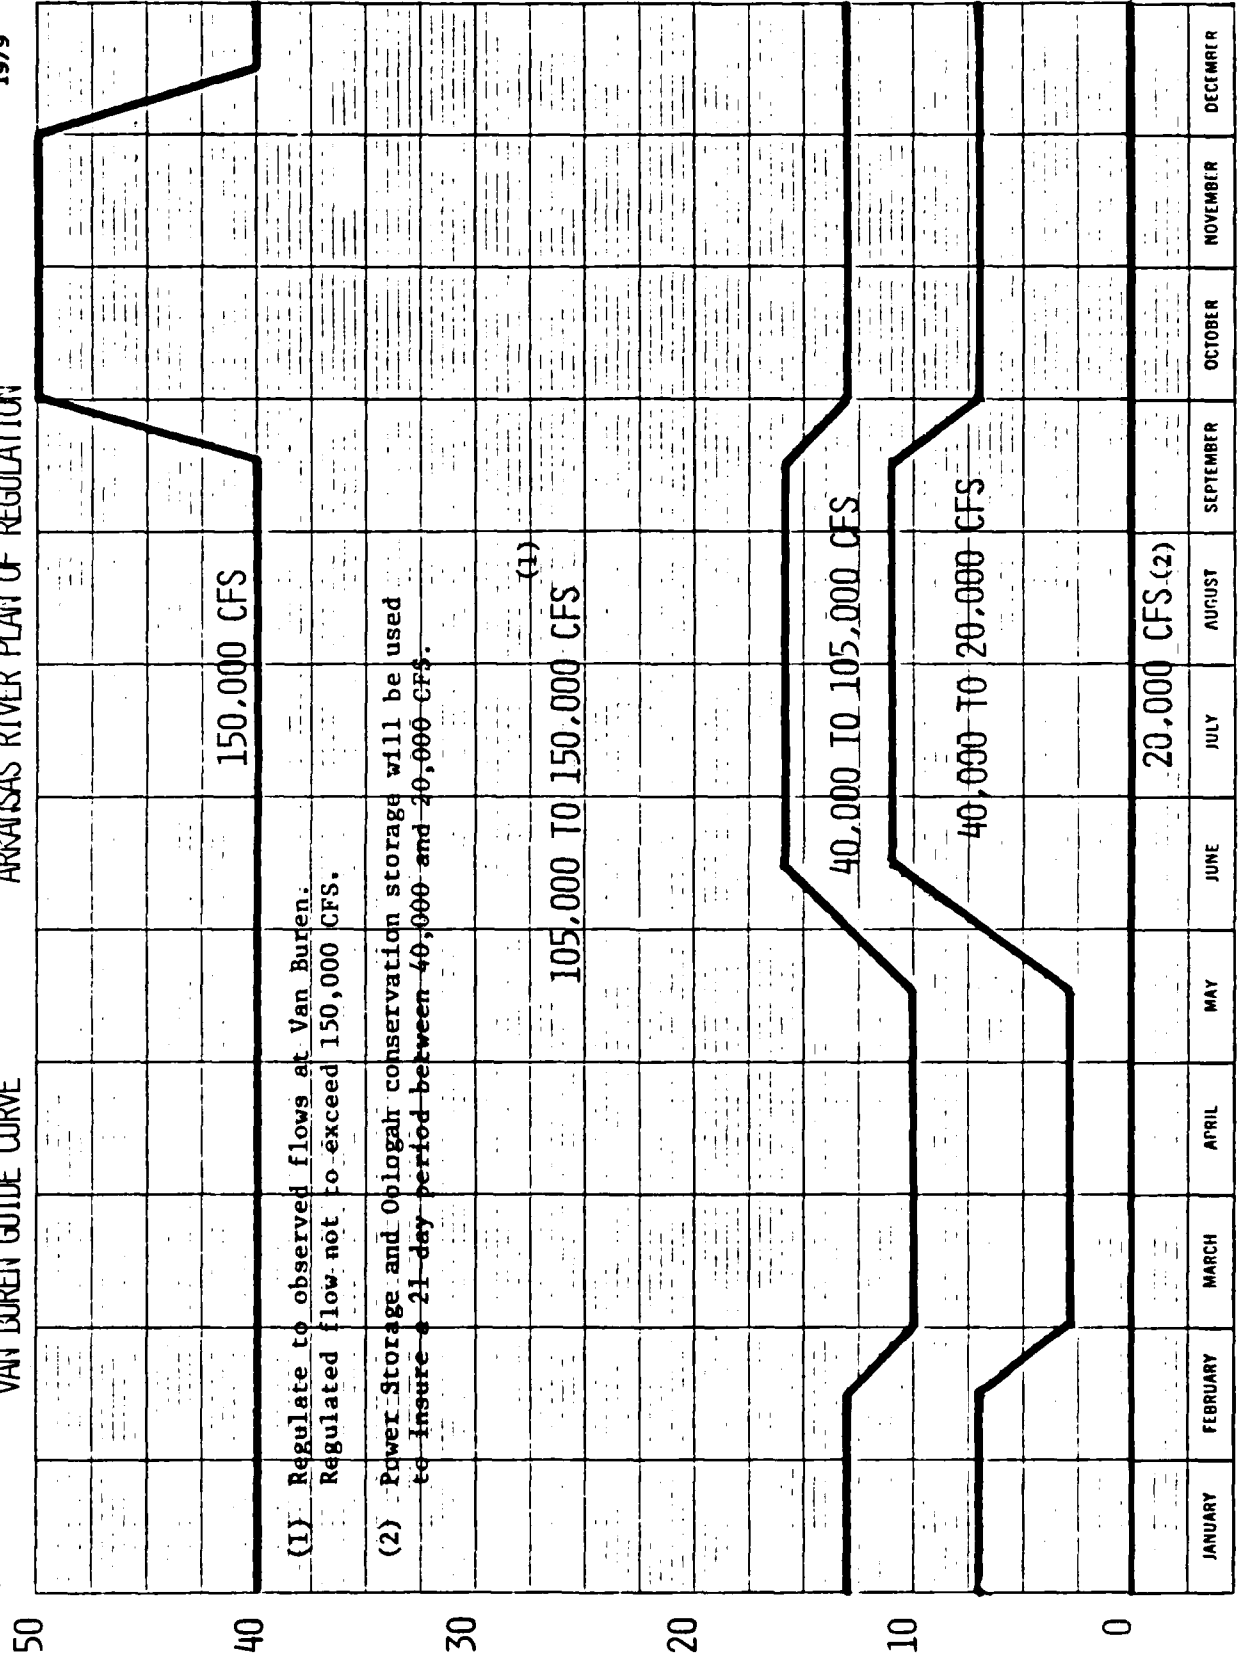 VAN BUREN GUIDE CURVE
ARKANSAS RIVER PLAN OF REGULATION
1979
50
40
30
20
10
0
150,000 CFS
(1) Regulate to observed flows at Van Buren.
Regulated flow not to exceed 150,000 CFS.
(2) Power Storage and Oologah conservation storage will be used
to insure a 21 day period between 40,000 and 20,000 CFS.
105,000 TO 150,000 CFS (1)
40,000 TO 105,000 CFS
40,000 TO 20,000 CFS
20,000 CFS (2)
JANUARY FEBRUARY MARCH APRIL MAY JUNE JULY AUGUST SEPTEMBER OCTOBER NOVEMBER DECEMBER